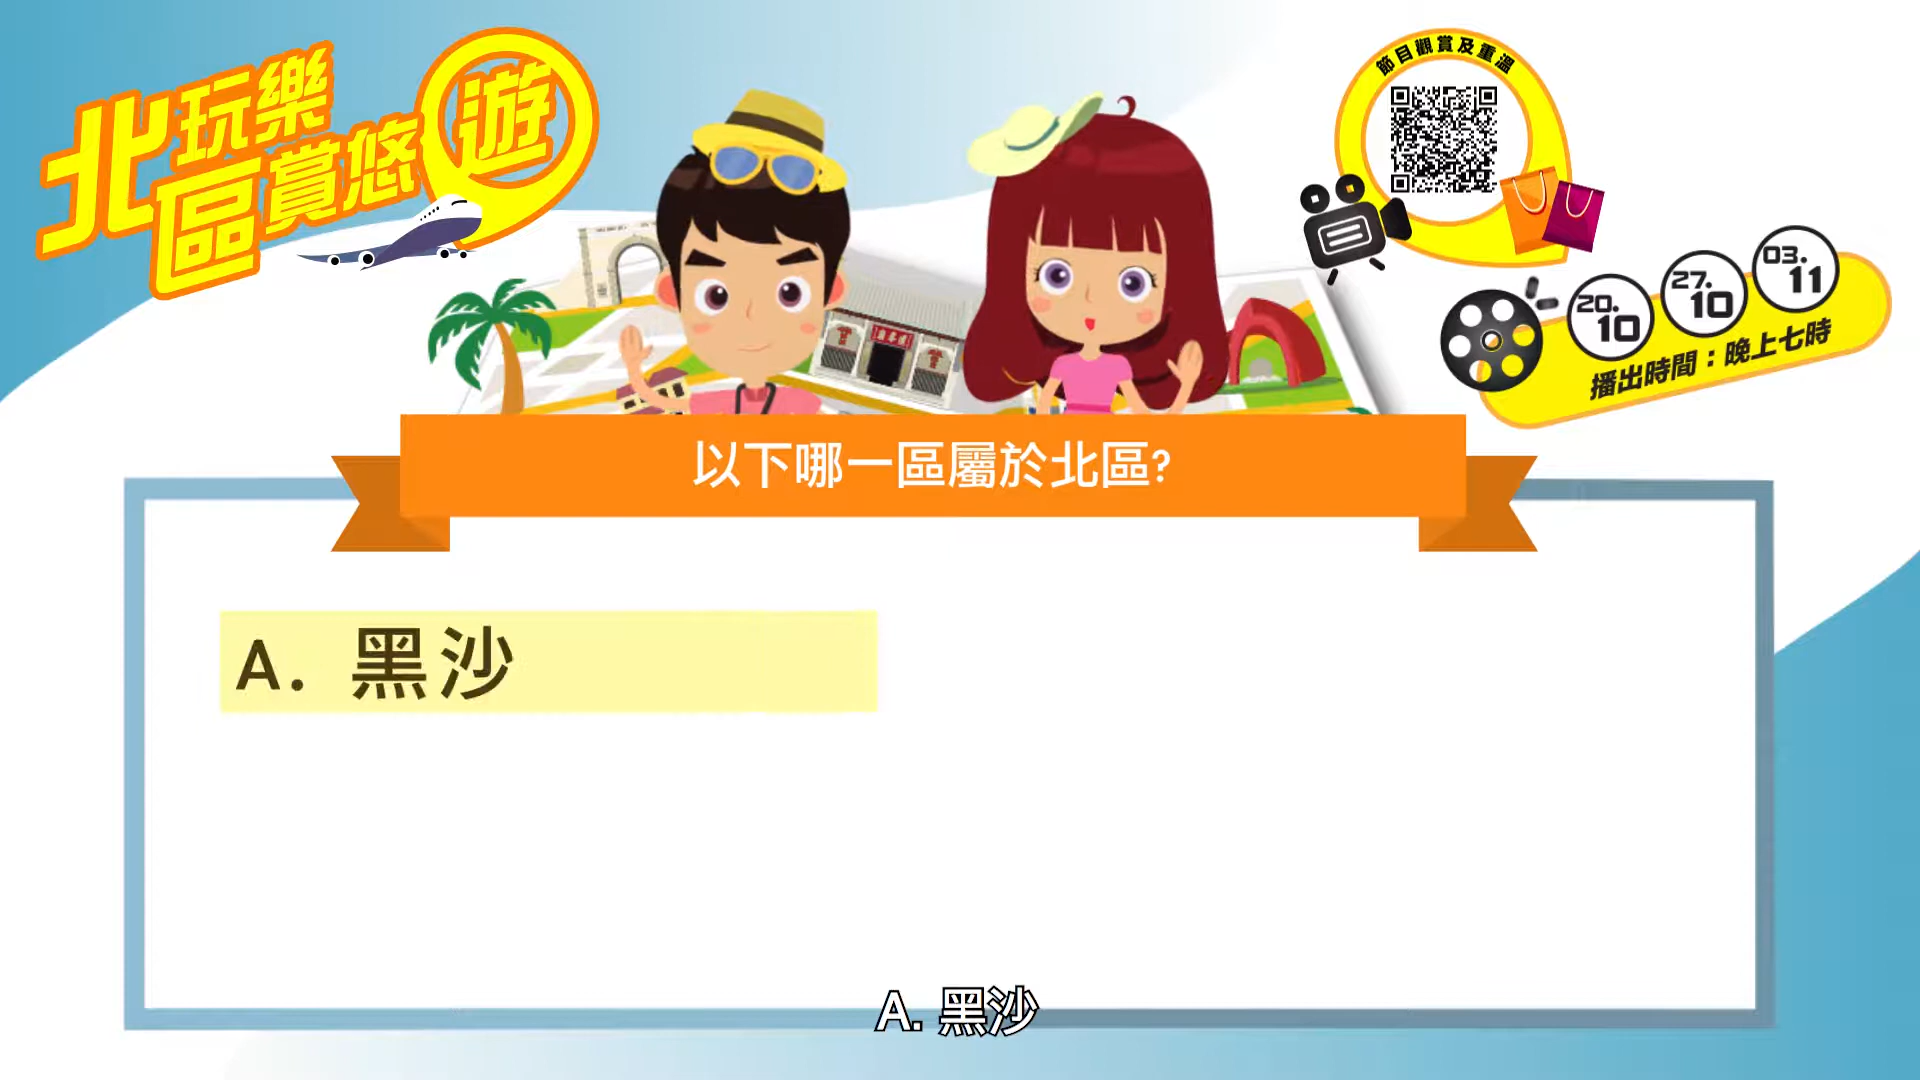 北區玩樂賞悠遊
節目觀賞及重溫
20.10
27.10
03.11
播出時間：晚上七時
以下哪一區屬於北區?
A. 黑沙
A. 黑沙